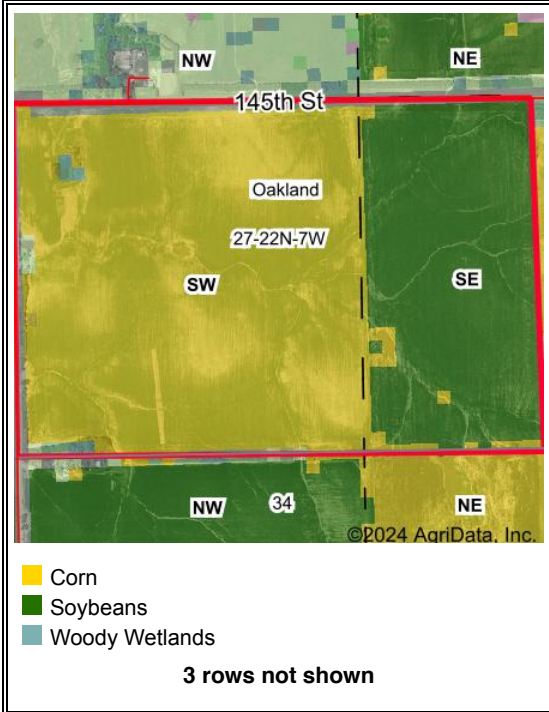 NW
NE
145th St
Oakland
27-22N-7W
SW
SE
NW
34
NE
©2024 AgriData, Inc.
Corn
Soybeans
Woody Wetlands
3 rows not shown